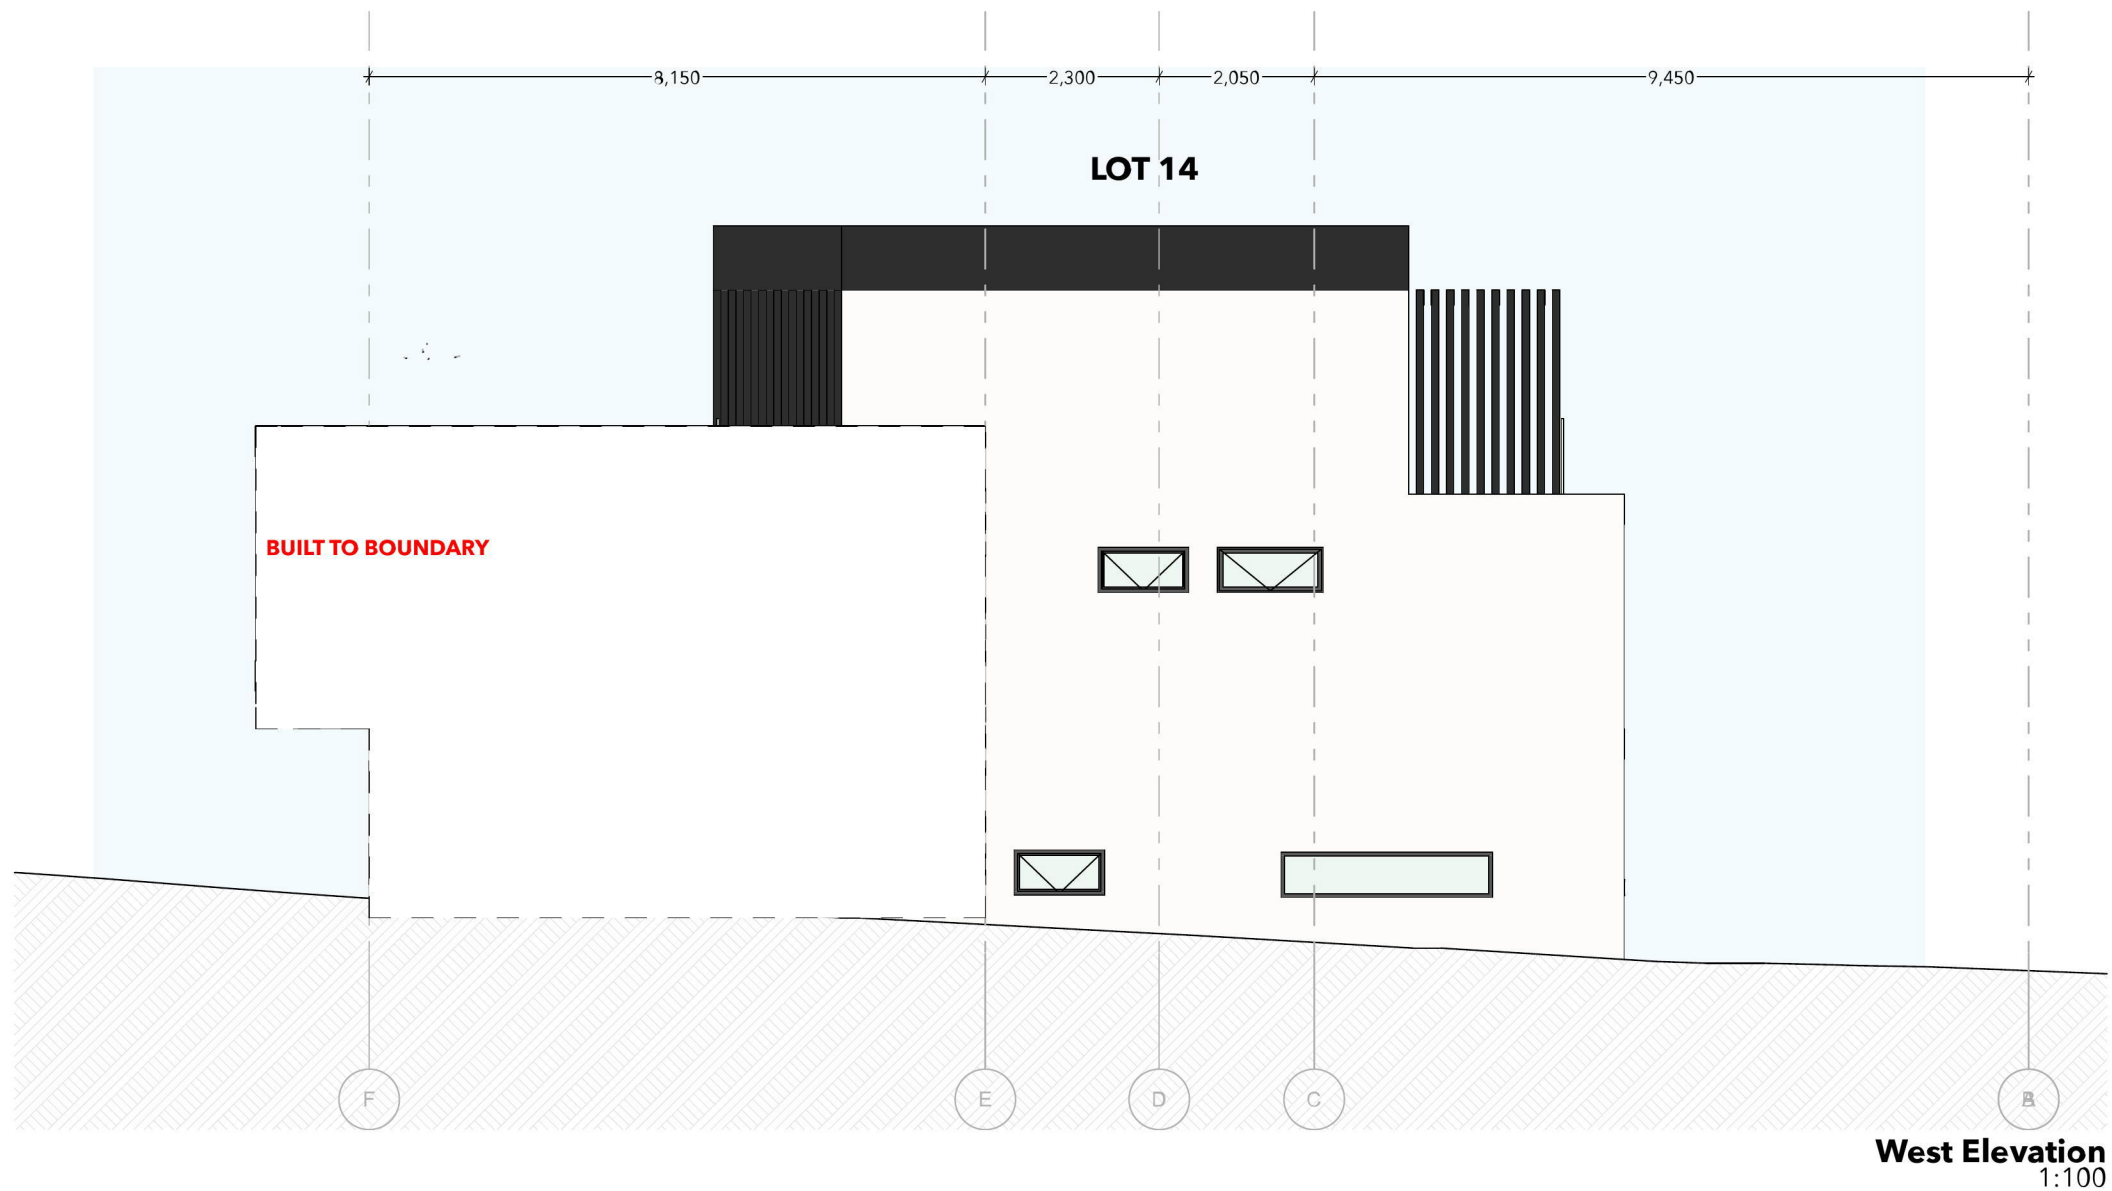 8,150 2,300 2,050 9,450
LOT 14
BUILT TO BOUNDARY
F E D C
West Elevation
1:100